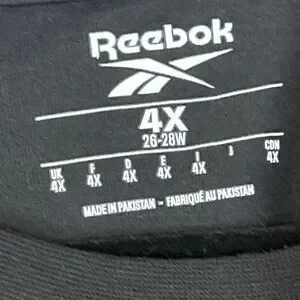 Reebok
4X
26-28W
UK F D E I J CDN
4X 4X 4X 4X 4X 4X
MADE IN PAKISTAN - FABRIQUÉ AU PAKISTAN